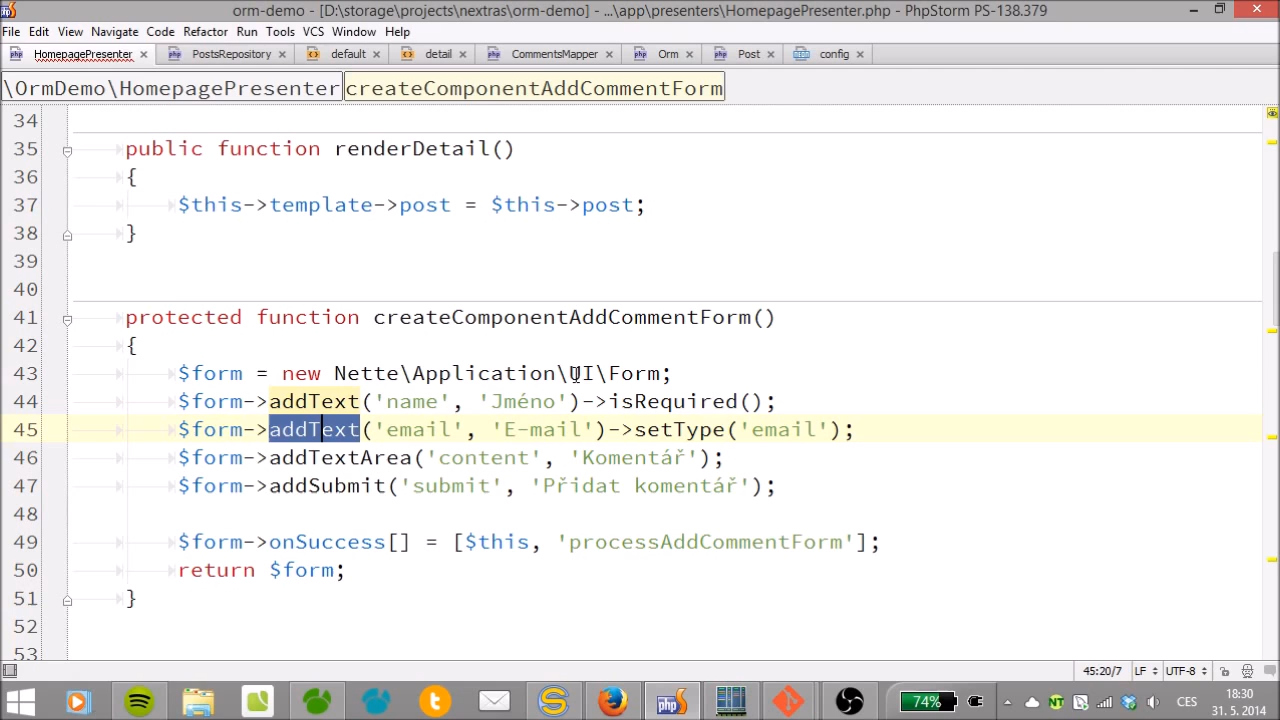 orm-demo - [D:\storage\projects\nextras\orm-demo] - ...\app\presenters\HomepagePresenter.php - PhpStorm PS-138.379
File Edit View Navigate Code Refactor Run Tools VCS Window Help
HomepagePresenter PostsRepository default detail CommentsMapper Orm Post config
\OrmDemo\HomepagePresenter createComponentAddCommentForm
34
35 public function renderDetail()
36 {
37 $this->template->post = $this->post;
38 }
39
40
41 protected function createComponentAddCommentForm()
42 {
43 $form = new Nette\Application\UI\Form;
44 $form->addText('name', 'Jméno')->isRequired();
45 $form->addText('email', 'E-mail')->setType('email');
46 $form->addTextArea('content', 'Komentář');
47 $form->addSubmit('submit', 'Přidat komentář');
48
49 $form->onSuccess[] = [$this, 'processAddCommentForm'];
50 return $form;
51 }
52
53
45:20/7 LF UTF-8
74% CES 18:30
31. 5. 2014